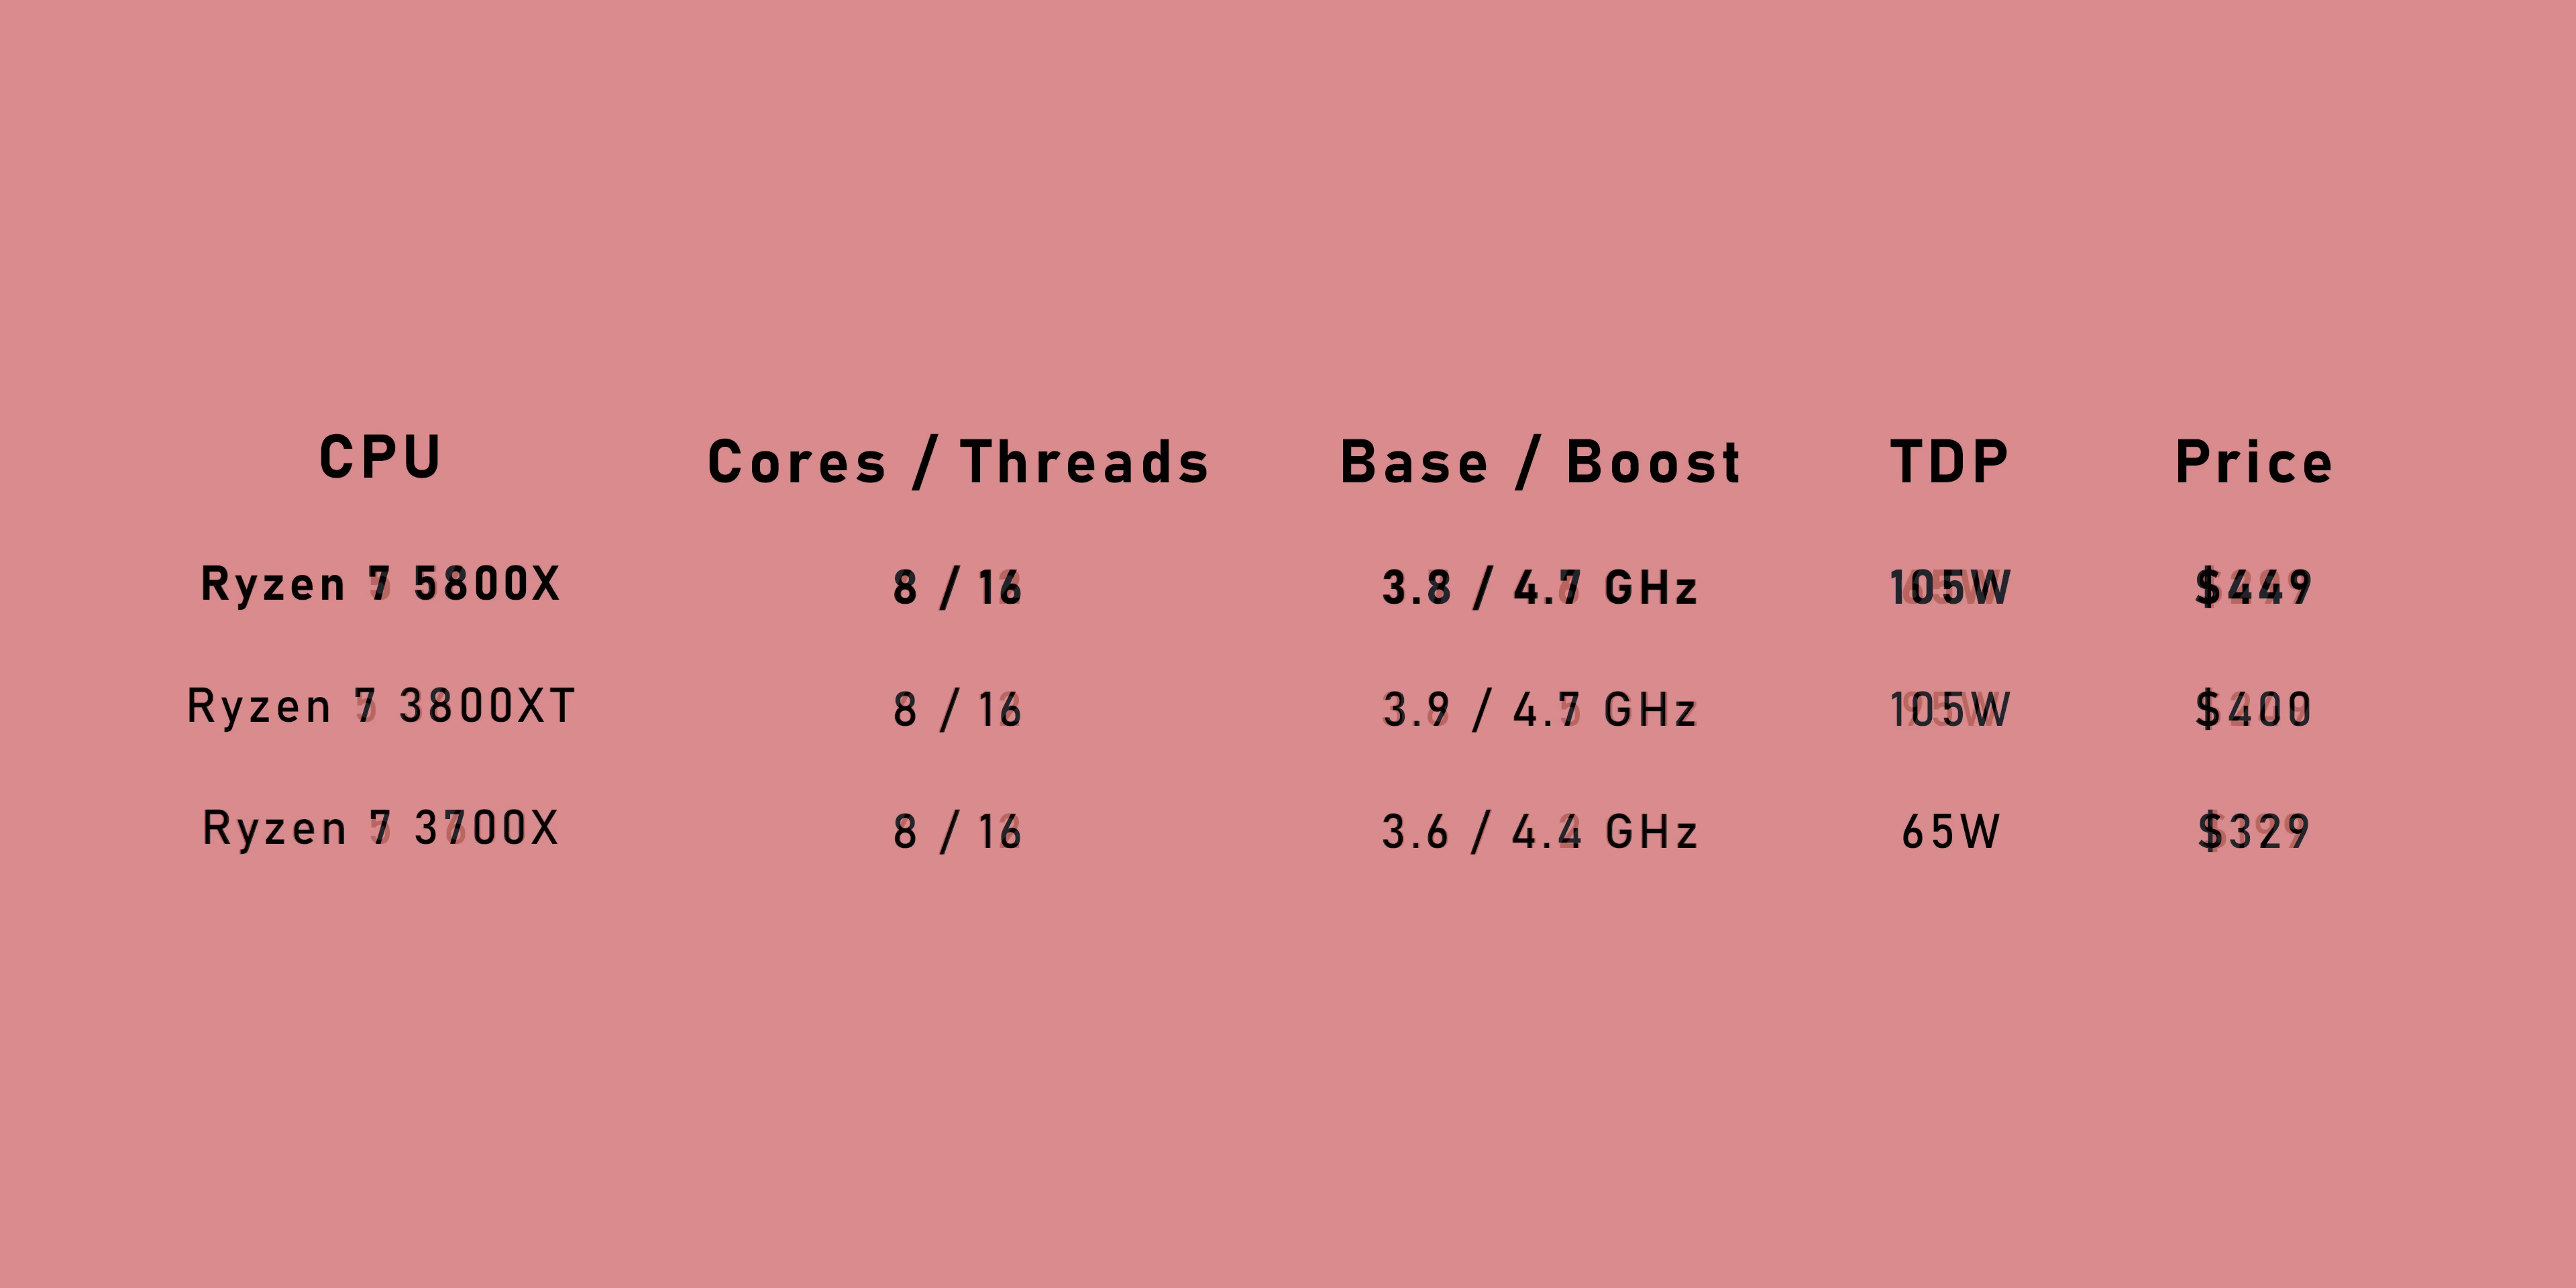 CPU Cores / Threads Base / Boost TDP Price
Ryzen 7 5800X 8 / 16 3.8 / 4.7 GHz 105W $449
Ryzen 7 3800XT 8 / 16 3.9 / 4.7 GHz 105W $400
Ryzen 7 3700X 8 / 16 3.6 / 4.4 GHz 65W $329